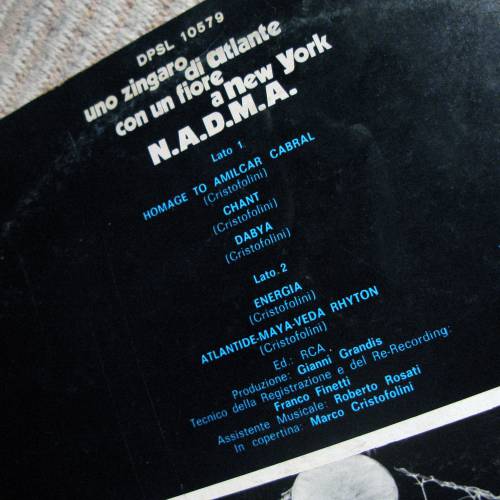 DPSL 10579
uno zingaro
di atlante
con un fiore
a new york
N.A.D.M.A.
Lato 1
HOMAGE TO AMILCAR CABRAL
(Cristofolini)
CHANT
(Cristofolini)
DABYA
(Cristofolini)
Lato 2
ENERGIA
(Cristofolini)
ATLANTIDE-MAYA-VEDA RHYTON
(Cristofolini)
Ed.: RCA
Produzione: Gianni Grandis
Tecnico della Registrazione e del Re-Recording:
Franco Finetti
Assistente Musicale: Roberto Rosati
In copertina: Marco Cristofolini